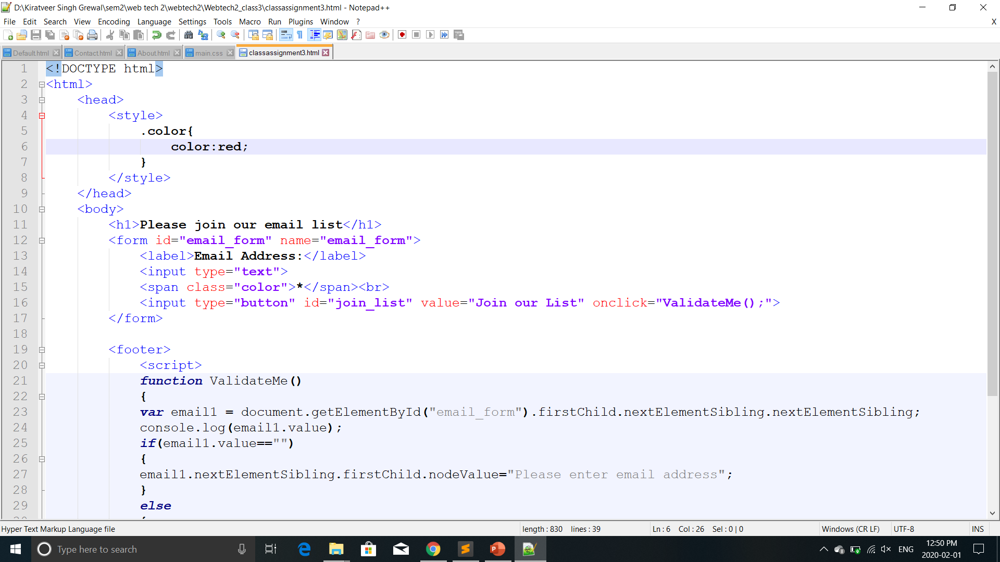 D:\Kiratveer Singh Grewal\sem2\web tech 2\webtech2\Webtech2_class3\classassignment3.html - Notepad++
File Edit Search View Encoding Language Settings Tools Macro Run Plugins Window ? X
Default.html Contact.html About.html main.css classassignment3.html
1 <!DOCTYPE html>
2 <html>
3 <head>
4 <style>
5 .color{
6 color:red;
7 }
8 </style>
9 </head>
10 <body>
11 <h1>Please join our email list</h1>
12 <form id="email_form" name="email_form">
13 <label>Email Address:</label>
14 <input type="text">
15 <span class="color">*</span><br>
16 <input type="button" id="join_list" value="Join our List" onclick="ValidateMe();">
17 </form>
18
19 <footer>
20 <script>
21 function ValidateMe()
22 {
23 var email1 = document.getElementById("email_form").firstChild.nextElementSibling.nextElementSibling;
24 console.log(email1.value);
25 if(email1.value=="")
26 {
27 email1.nextElementSibling.firstChild.nodeValue="Please enter email address";
28 }
29 else
Hyper Text Markup Language file length : 830 lines : 39 Ln : 6 Col : 26 Sel : 0 | 0 Windows (CR LF) UTF-8 INS
Type here to search ENG 12:50 PM
2020-02-01